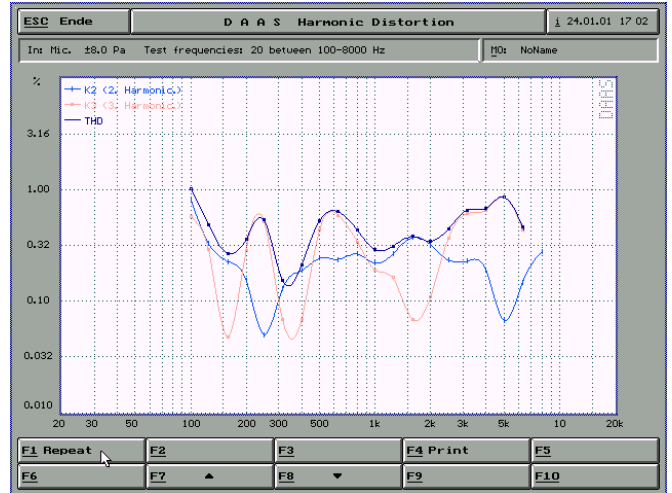 ESC Ende
D A A S Harmonic Distortion
i 24.01.01 17 02
In: Mic. ±8.0 Pa Test frequencies: 20 between 100-8000 Hz
M0: NoName
%
K2 (2. Harmonic.)
K3 (3. Harmonic.)
THD
DAAS
3.16
1.00
0.32
0.10
0.032
0.010
20 30 50 100 200 300 500 1k 2k 3k 5k 10 20k
F1 Repeat
F2
F3
F4 Print
F5
F6
F7
F8
F9
F10